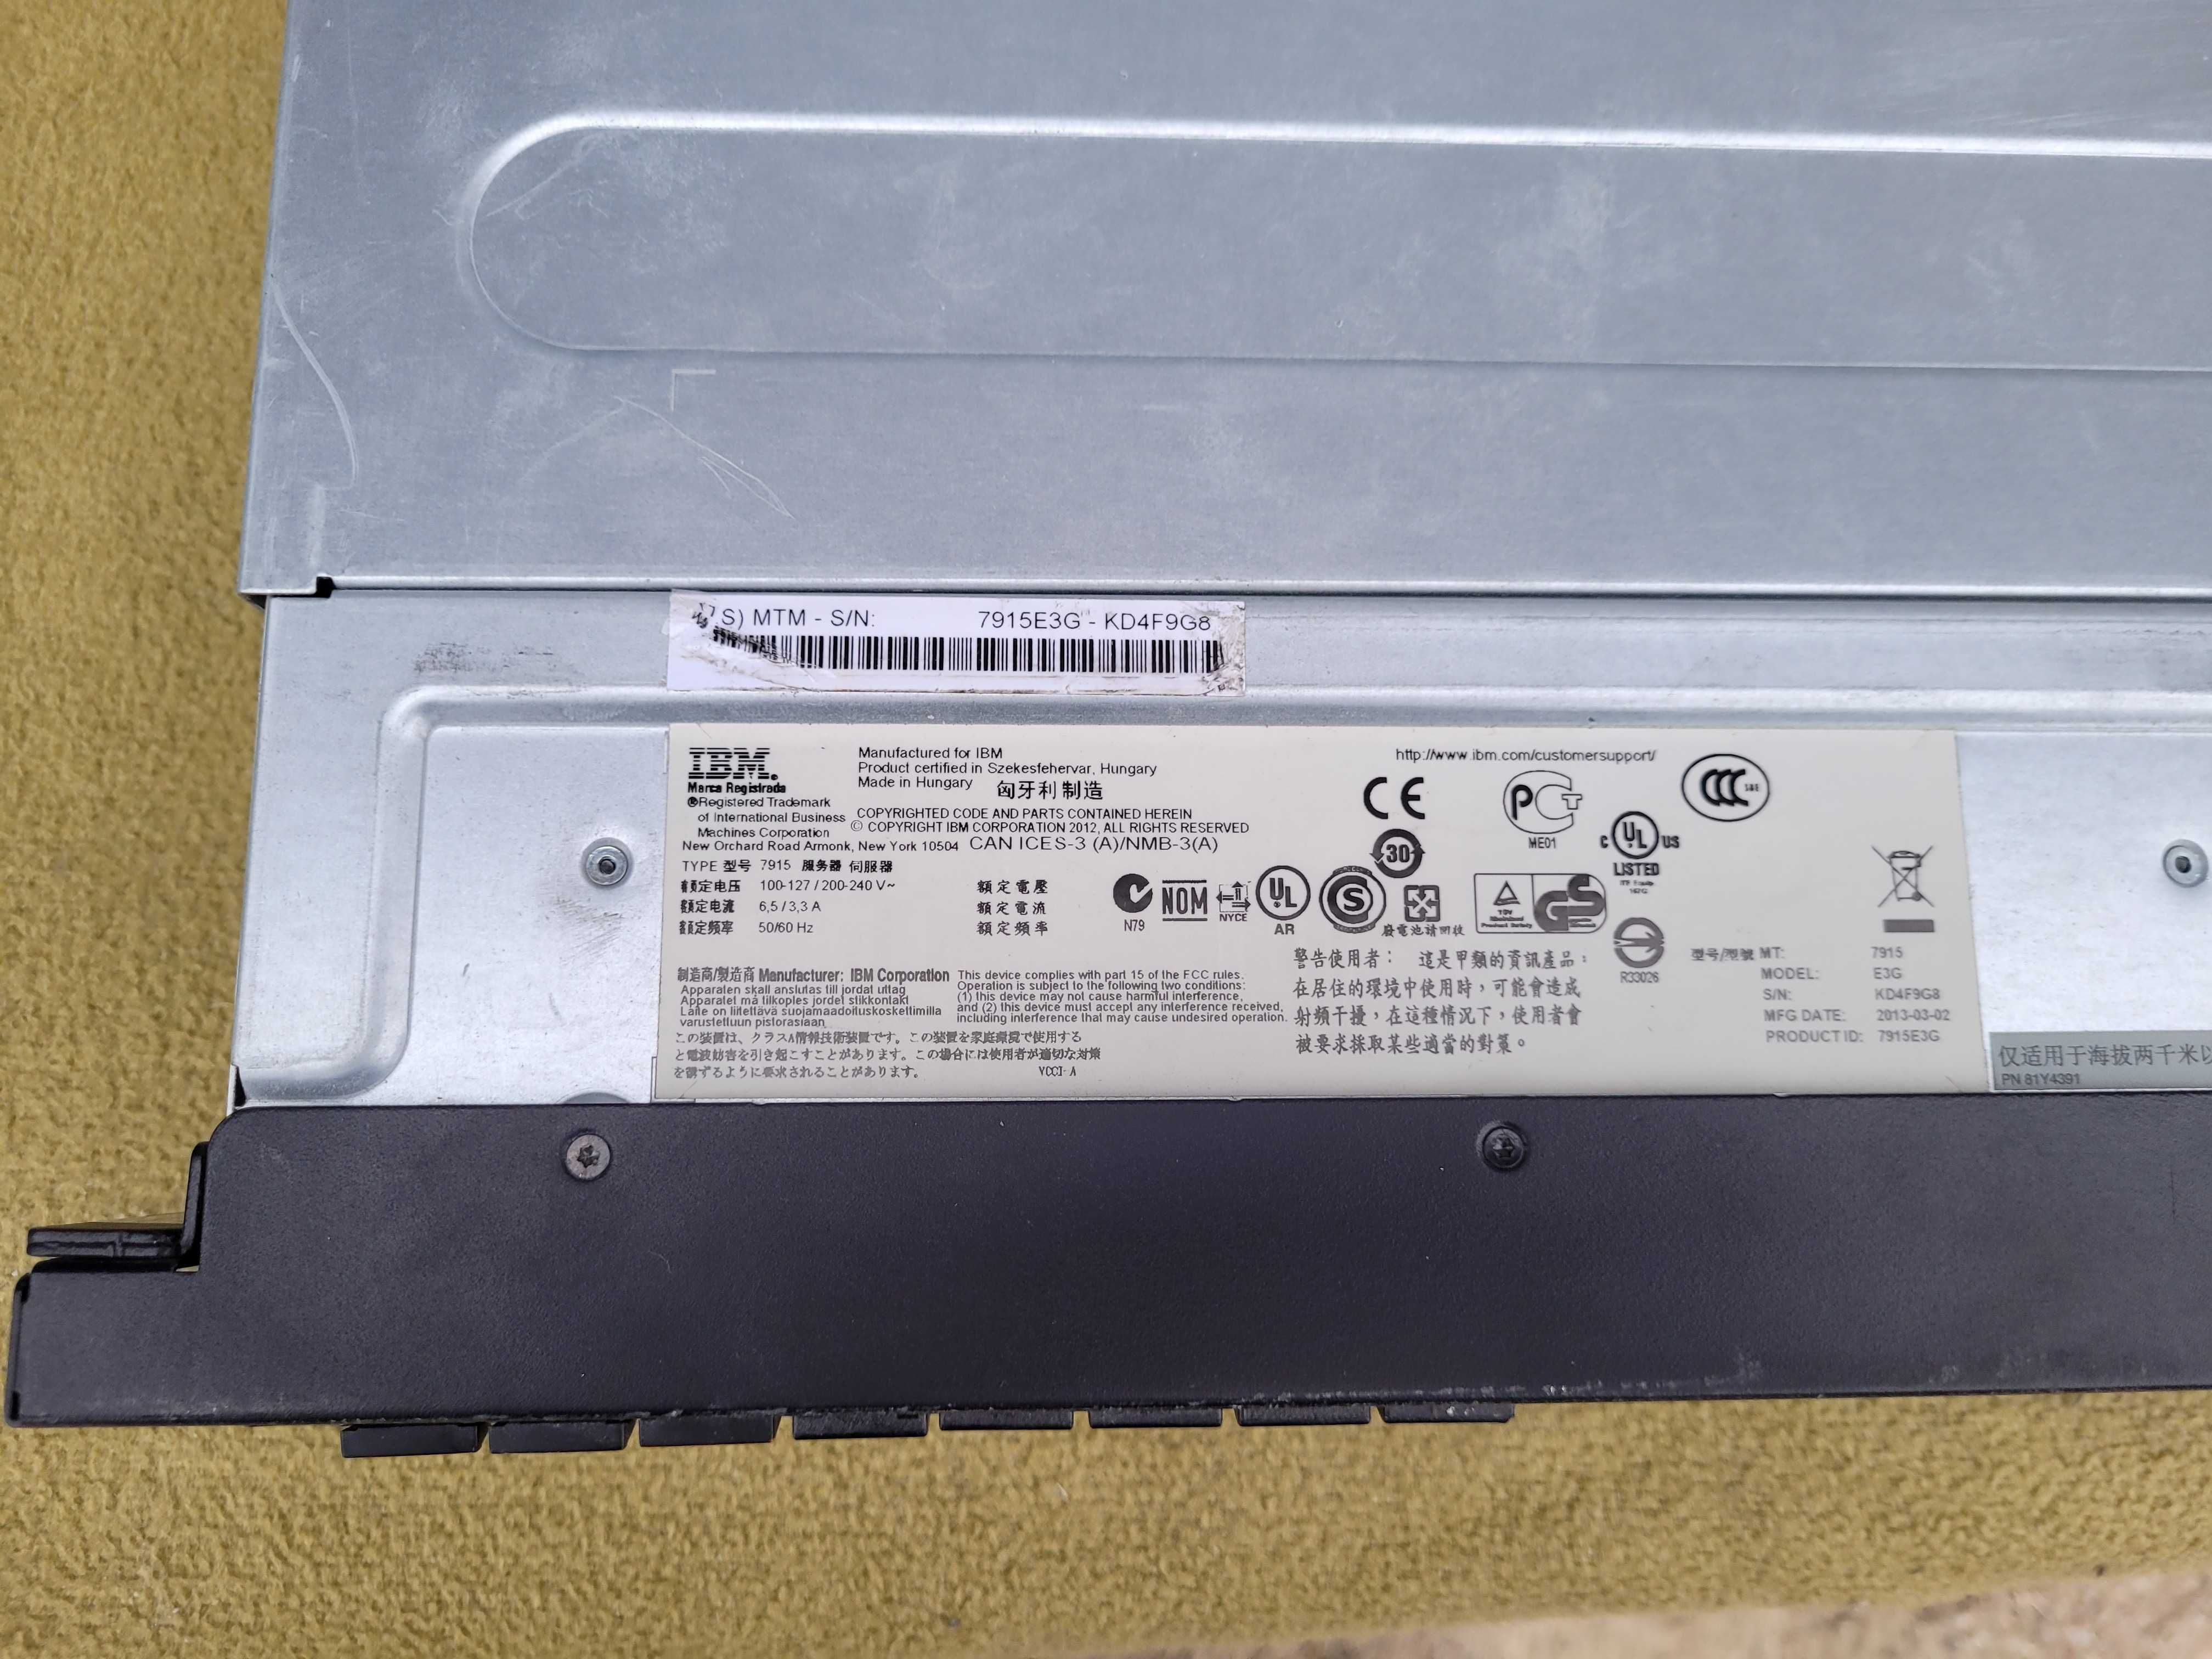 S) MTM - S/N: 7915E3G - KD4F9G8
IBM®
Marca Registrada
®Registered Trademark
of International Business
Machines Corporation
New Orchard Road Armonk, New York 10504
Manufactured for IBM
Product certified in Szekesfehervar, Hungary
Made in Hungary 匈牙利制造
COPYRIGHTED CODE AND PARTS CONTAINED HEREIN
© COPYRIGHT IBM CORPORATION 2012, ALL RIGHTS RESERVED
CAN ICES-3 (A)/NMB-3(A)
TYPE 型号 7915 服务器 伺服器
額定电压 100-127 / 200-240 V~ 額定電壓
額定电流 6,5 / 3,3 A 額定電流
額定频率 50/60 Hz 額定頻率
http://www.ibm.com/customersupport/
CE
PCT
ME01
CCC
S&E
30
C UL US
LISTED
N79
NOM
NYCE
UL
AR
S
廢電池請回收
TUV
Product Safety
GS
R33026
制造商/製造商 Manufacturer: IBM Corporation
Apparaten skall anslutas till jordat uttag
Apparatet må tilkoples jordet stikkontakt
Laite on liitettävä suojamaadoituskoskettimilla
varustettuun pistorasiaan
This device complies with part 15 of the FCC rules.
Operation is subject to the following two conditions:
(1) this device may not cause harmful interference,
and (2) this device must accept any interference received,
including interference that may cause undesired operation.
この装置は、クラスA情報技術装置です。この装置を家庭環境で使用する
と電波妨害を引き起こすことがあります。この場合には使用者が適切な対策
を講ずるように要求されることがあります。 VCCI-A
警告使用者： 這是甲類的資訊產品：
在居住的環境中使用時，可能會造成
射頻干擾，在這種情況下，使用者會
被要求採取某些適當的對策。
型号/型號 MT: 7915
MODEL: E3G
S/N: KD4F9G8
MFG DATE: 2013-03-02
PRODUCT ID: 7915E3G
仅适用于海拔两千米以
PN 81Y4391